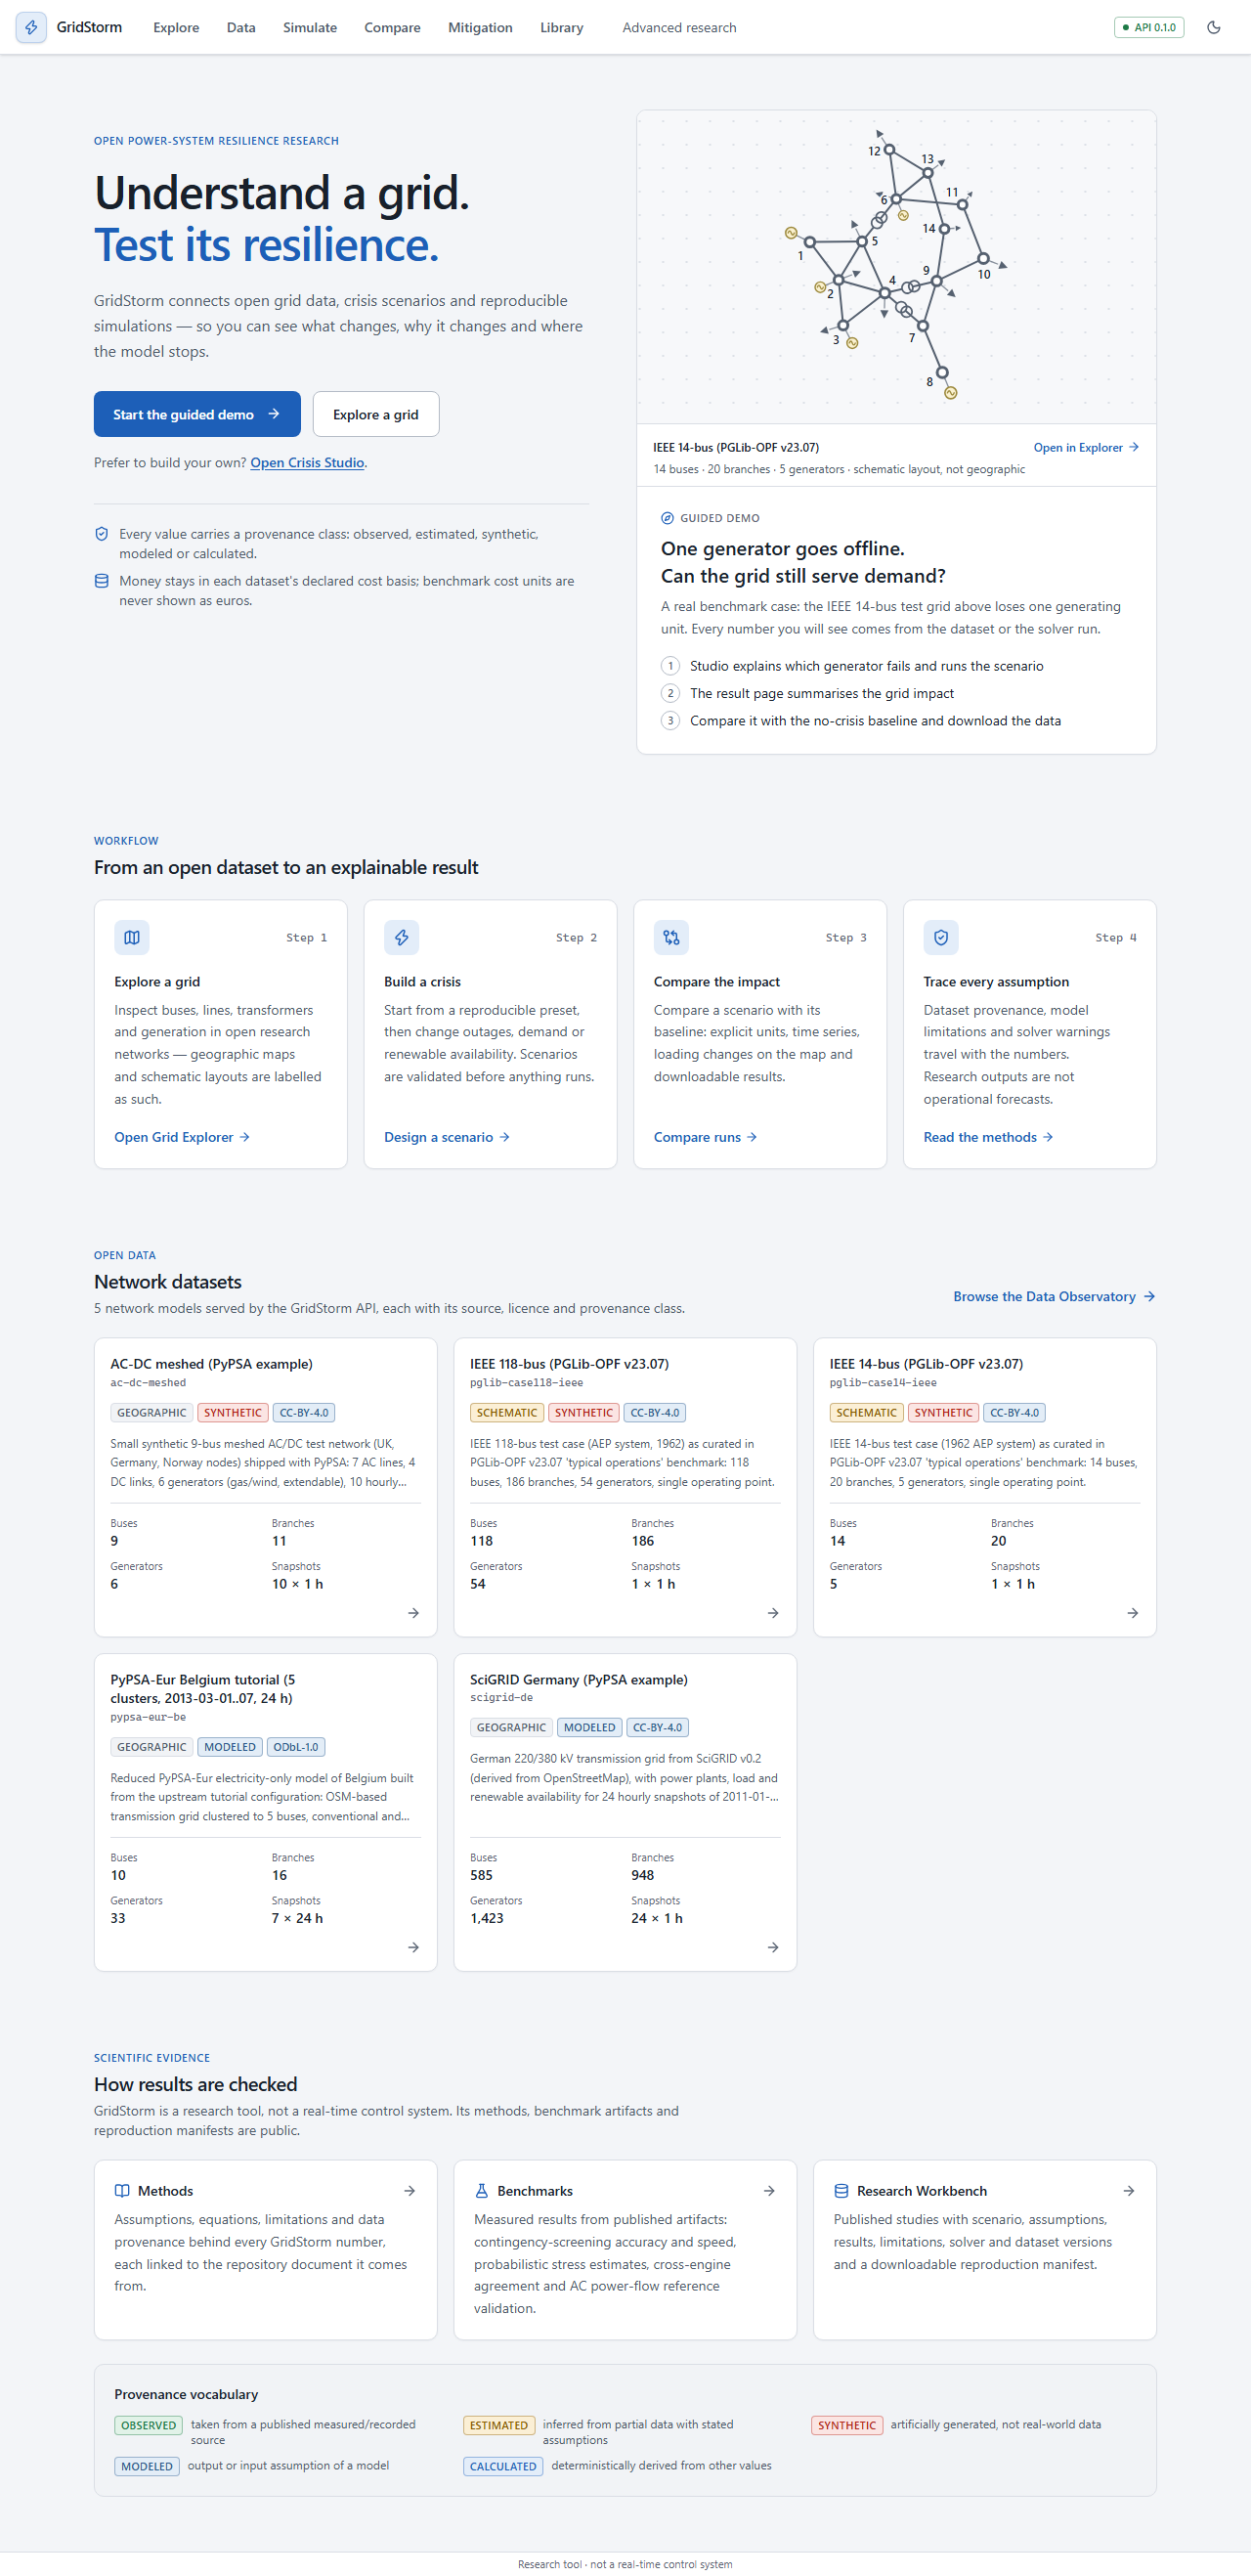 GridStorm Explore Data Simulate Compare Mitigation Library Advanced research API 0.1.0
OPEN POWER-SYSTEM RESILIENCE RESEARCH
Understand a grid.
Test its resilience.
GridStorm connects open grid data, crisis scenarios and reproducible
simulations — so you can see what changes, why it changes and where
the model stops.
Start the guided demo
Explore a grid
Prefer to build your own? Open Crisis Studio.
Every value carries a provenance class: observed, estimated, synthetic,
modeled or calculated.
Money stays in each dataset's declared cost basis; benchmark cost units are
never shown as euros.
12
13
6
11
14
5
1
4
9
10
2
3
7
8
IEEE 14-bus (PGLib-OPF v23.07)
Open in Explorer
14 buses · 20 branches · 5 generators · schematic layout, not geographic
GUIDED DEMO
One generator goes offline.
Can the grid still serve demand?
A real benchmark case: the IEEE 14-bus test grid above loses one generating
unit. Every number you will see comes from the dataset or the solver run.
1 Studio explains which generator fails and runs the scenario
2 The result page summarises the grid impact
3 Compare it with the no-crisis baseline and download the data
WORKFLOW
From an open dataset to an explainable result
Step 1
Explore a grid
Inspect buses, lines, transformers
and generation in open research
networks — geographic maps
and schematic layouts are labelled
as such.
Open Grid Explorer
Step 2
Build a crisis
Start from a reproducible preset,
then change outages, demand or
renewable availability. Scenarios
are validated before anything runs.
Design a scenario
Step 3
Compare the impact
Compare a scenario with its
baseline: explicit units, time series,
loading changes on the map and
downloadable results.
Compare runs
Step 4
Trace every assumption
Dataset provenance, model
limitations and solver warnings
travel with the numbers.
Research outputs are not
operational forecasts.
Read the methods
OPEN DATA
Network datasets
5 network models served by the GridStorm API, each with its source, licence and provenance class.
Browse the Data Observatory
AC-DC meshed (PyPSA example)
ac-dc-meshed
GEOGRAPHIC SYNTHETIC CC-BY-4.0
Small synthetic 9-bus meshed AC/DC test network (UK,
Germany, Norway nodes) shipped with PyPSA: 7 AC lines, 4
DC links, 6 generators (gas/wind, extendable), 10 hourly...
Buses Branches
9 11
Generators Snapshots
6 10 × 1 h
IEEE 118-bus (PGLib-OPF v23.07)
pglib-case118-ieee
SCHEMATIC SYNTHETIC CC-BY-4.0
IEEE 118-bus test case (AEP system, 1962) as curated in
PGLib-OPF v23.07 'typical operations' benchmark: 118
buses, 186 branches, 54 generators, single operating point.
Buses Branches
118 186
Generators Snapshots
54 1 × 1 h
IEEE 14-bus (PGLib-OPF v23.07)
pglib-case14-ieee
SCHEMATIC SYNTHETIC CC-BY-4.0
IEEE 14-bus test case (1962 AEP system) as curated in
PGLib-OPF v23.07 'typical operations' benchmark: 14 buses,
20 branches, 5 generators, single operating point.
Buses Branches
14 20
Generators Snapshots
5 1 × 1 h
PyPSA-Eur Belgium tutorial (5
clusters, 2013-03-01..07, 24 h)
pypsa-eur-be
GEOGRAPHIC MODELED ODbL-1.0
Reduced PyPSA-Eur electricity-only model of Belgium built
from the upstream tutorial configuration: OSM-based
transmission grid clustered to 5 buses, conventional and...
Buses Branches
10 16
Generators Snapshots
33 7 × 24 h
SciGRID Germany (PyPSA example)
scigrid-de
GEOGRAPHIC MODELED CC-BY-4.0
German 220/380 kV transmission grid from SciGRID v0.2
(derived from OpenStreetMap), with power plants, load and
renewable availability for 24 hourly snapshots of 2011-01-...
Buses Branches
585 948
Generators Snapshots
1,423 24 × 1 h
SCIENTIFIC EVIDENCE
How results are checked
GridStorm is a research tool, not a real-time control system. Its methods, benchmark artifacts and
reproduction manifests are public.
Methods
Assumptions, equations, limitations and data
provenance behind every GridStorm number,
each linked to the repository document it comes
from.
Benchmarks
Measured results from published artifacts:
contingency-screening accuracy and speed,
probabilistic stress estimates, cross-engine
agreement and AC power-flow reference
validation.
Research Workbench
Published studies with scenario, assumptions,
results, limitations, solver and dataset versions
and a downloadable reproduction manifest.
Provenance vocabulary
OBSERVED taken from a published measured/recorded
source
ESTIMATED inferred from partial data with stated
assumptions
SYNTHETIC artificially generated, not real-world data
MODELED output or input assumption of a model
CALCULATED deterministically derived from other values
Research tool · not a real-time control system